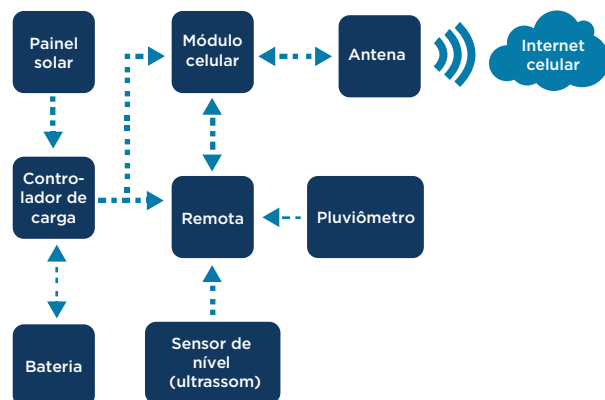 Painel
solar
Módulo
celular
Antena
Internet
celular
Contro-
lador de
carga
Remota
Pluviômetro
Bateria
Sensor de
nível
(ultrassom)